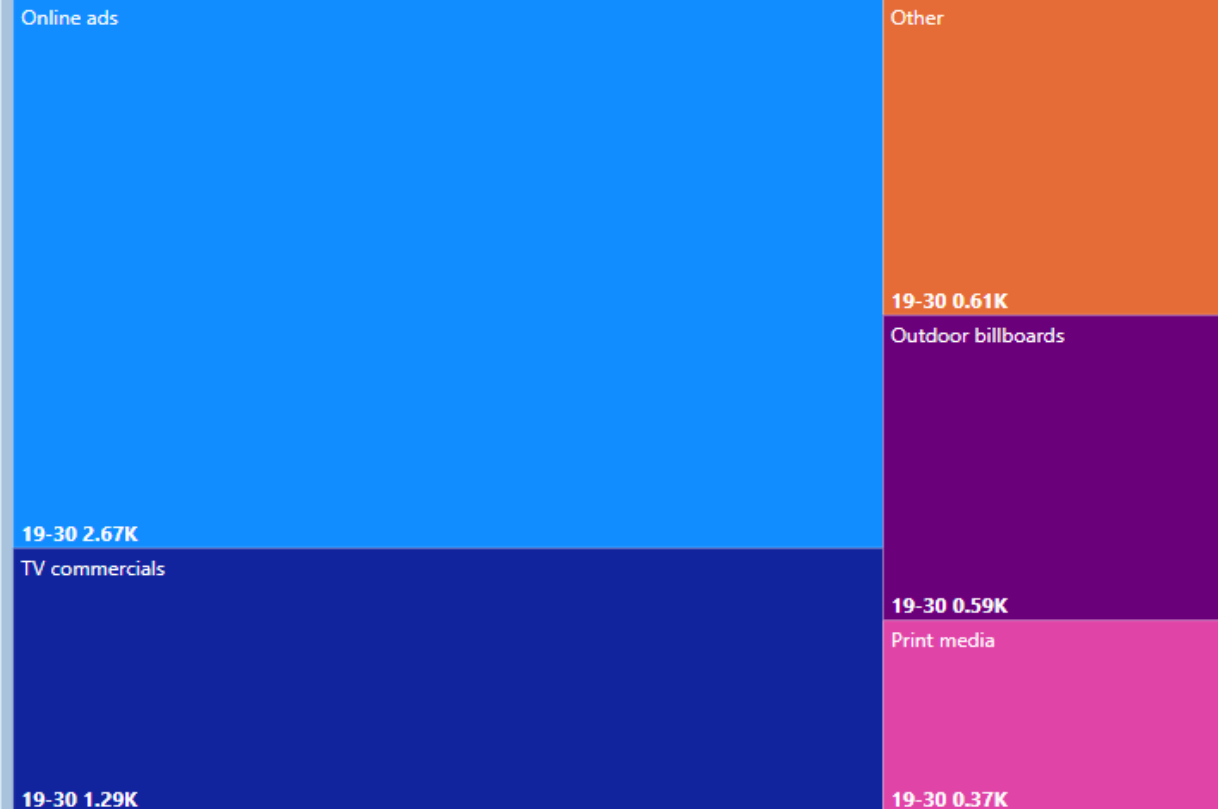 Online ads
19-30 2.67K
TV commercials
19-30 1.29K
Other
19-30 0.61K
Outdoor billboards
19-30 0.59K
Print media
19-30 0.37K